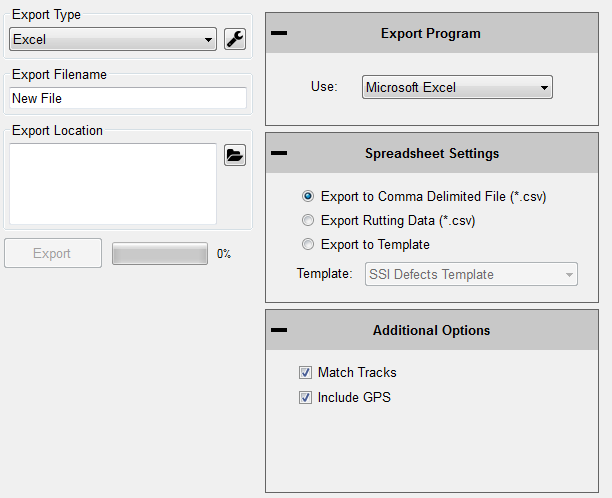 Export Type
Excel
Export Filename
New File
Export Location
Export
0%
Export Program
Use:
Microsoft Excel
Spreadsheet Settings
Export to Comma Delimited File (*.csv)
Export Rutting Data (*.csv)
Export to Template
Template:
SSI Defects Template
Additional Options
Match Tracks
Include GPS